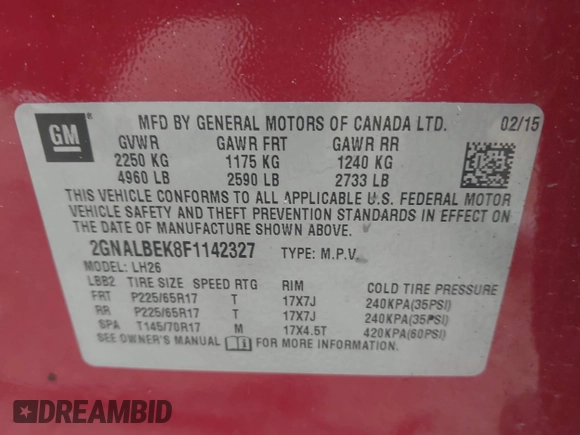 GM
MFD BY GENERAL MOTORS OF CANADA LTD. 02/15
GVWR GAWR FRT GAWR RR
2250 KG 1175 KG 1240 KG
4960 LB 2590 LB 2733 LB
THIS VEHICLE CONFORMS TO ALL APPLICABLE U.S. FEDERAL MOTOR
VEHICLE SAFETY AND THEFT PREVENTION STANDARDS IN EFFECT ON
THE DATE OF MANUFACTURE SHOWN ABOVE.
2GNALBEK8F1142327 TYPE: M.P.V.
MODEL: LH26
LBB2 TIRE SIZE SPEED RTG RIM COLD TIRE PRESSURE
FRT P225/65R17 T 17X7J 240KPA(35PSI)
RR P225/65R17 T 17X7J 240KPA(35PSI)
SPA T145/70R17 M 17X4.5T 420KPA(60PSI)
SEE OWNER'S MANUAL FOR MORE INFORMATION.
DREAMBID